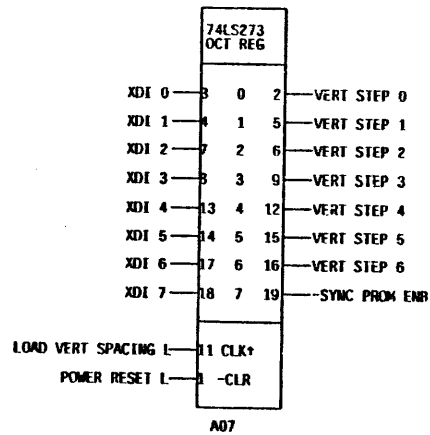 74LS273
OCT REG
XDI 0 3 0 2 VERT STEP 0
XDI 1 4 1 5 VERT STEP 1
XDI 2 7 2 6 VERT STEP 2
XDI 3 8 3 9 VERT STEP 3
XDI 4 13 4 12 VERT STEP 4
XDI 5 14 5 15 VERT STEP 5
XDI 6 17 6 16 VERT STEP 6
XDI 7 18 7 19 -SYNC PROM ENB
LOAD VERT SPACING L 11 CLK↑
POWER RESET L 1 -CLR
A07